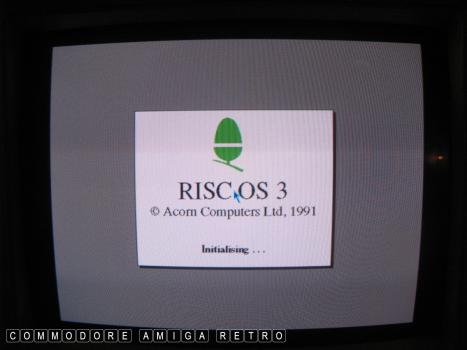 RISC OS 3
© Acorn Computers Ltd, 1991
Initialising . . .
COMMODORE AMIGA RETRO